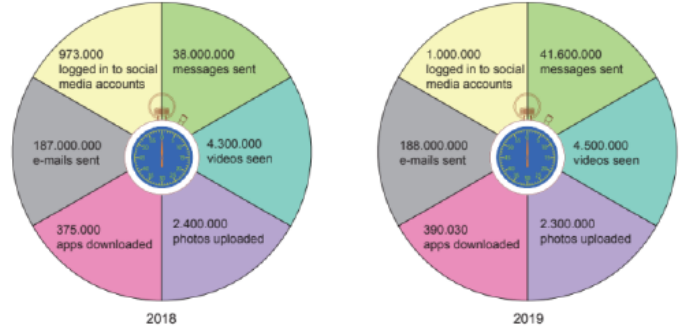 973.000
logged in to social
media accounts
38.000.000
messages sent
187.000.000
e-mails sent
4.300.000
videos seen
375.000
apps downloaded
2.400.000
photos uploaded
2018
1.000.000
logged in to social
media accounts
41.600.000
messages sent
188.000.000
e-mails sent
4.500.000
videos seen
390.030
apps downloaded
2.300.000
photos uploaded
2019